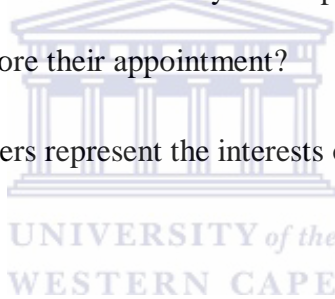 ore their appointment?
ers represent the interests
UNIVERSITY of the
WESTERN CAPE